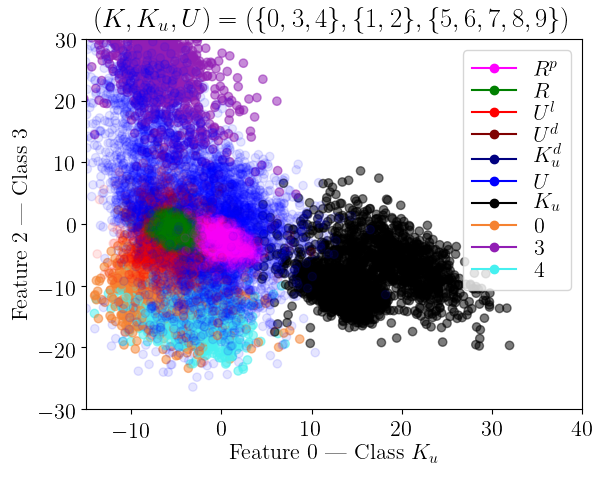 (K, K_u, U) = ({0, 3, 4}, {1, 2}, {5, 6, 7, 8, 9})
30
20
10
0
−10
−20
−30
Feature 2 — Class 3
R^p
R
U^l
U^d
K_u^d
U
K_u
0
3
4
−10
0
10
20
30
40
Feature 0 — Class K_u